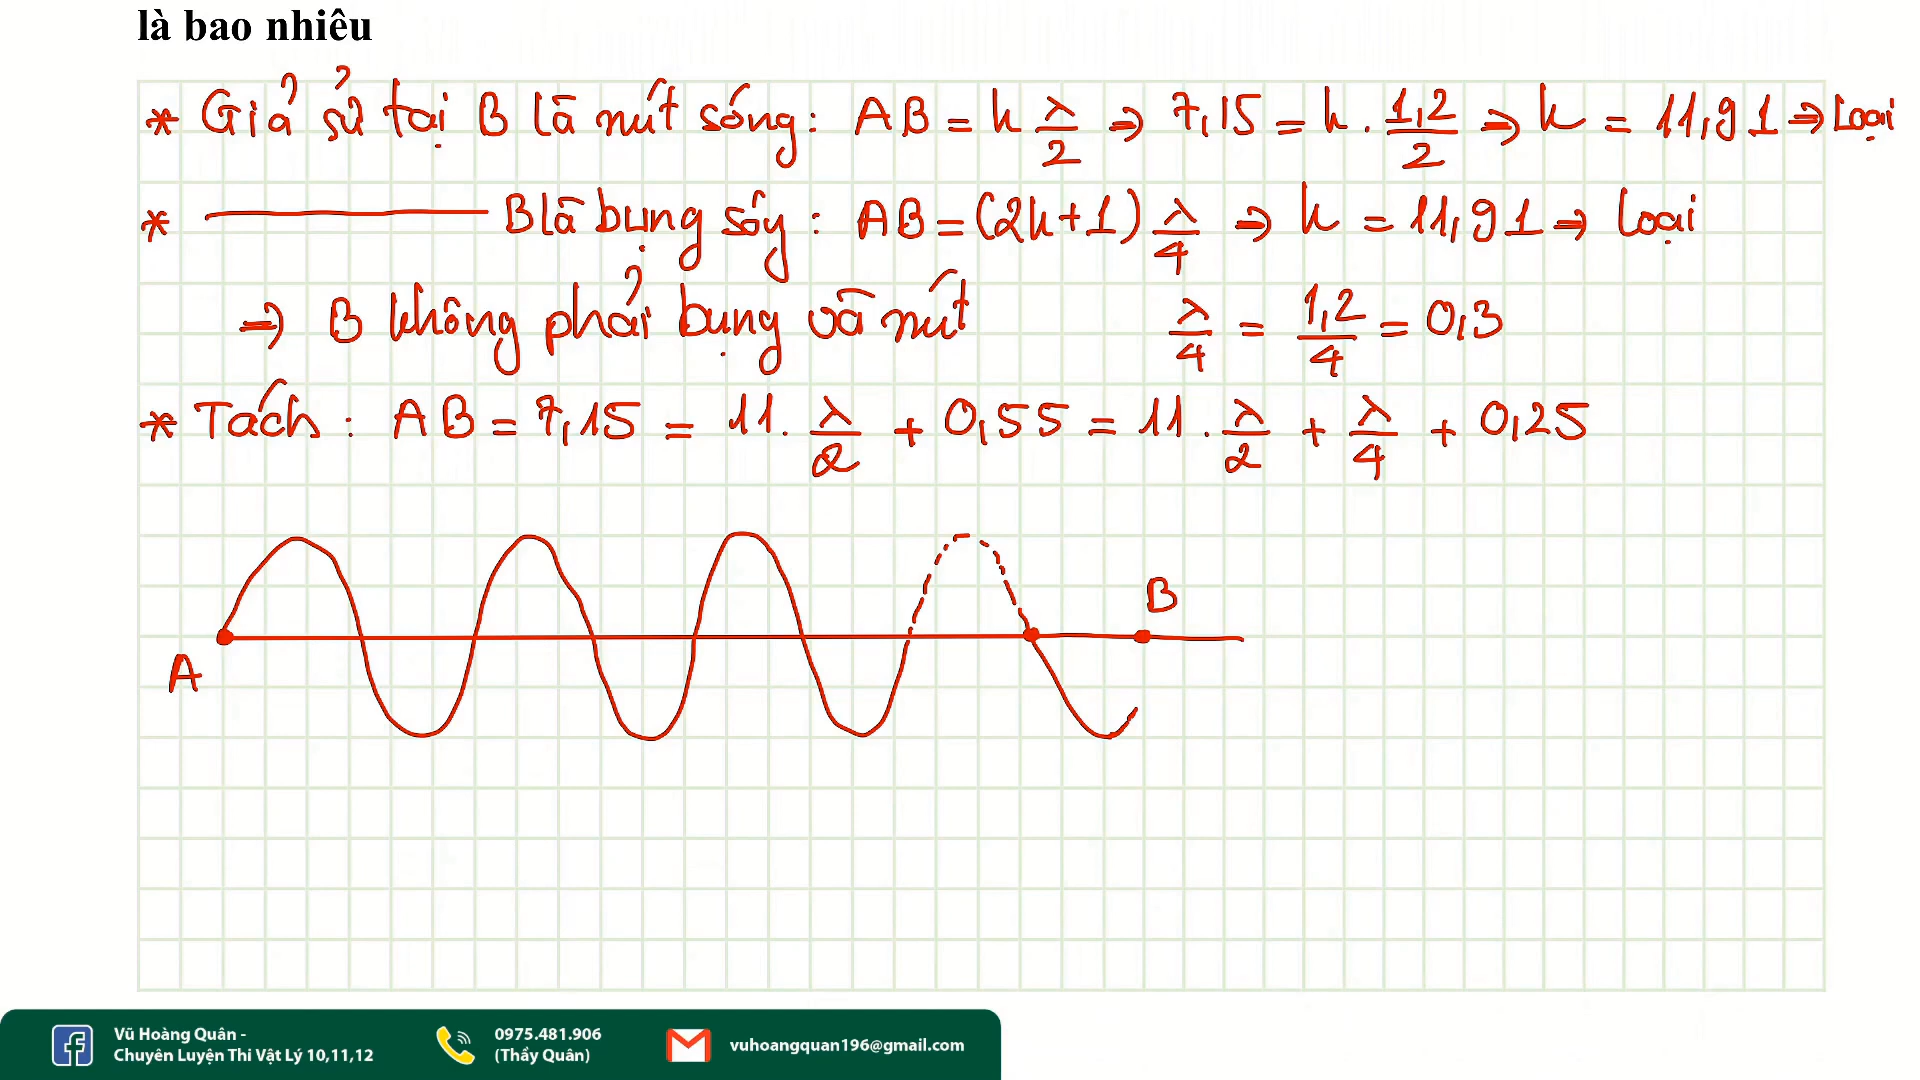 là bao nhiêu
* Giả sử tại B là nút sóng: AB = k λ/2 ⇒ 7,15 = k . 1,2/2 ⇒ k = 11,91 ⇒ Loại
* ——— B là bụng sóng : AB = (2k+1) λ/4 ⇒ k = 11,91 ⇒ Loại
⇒ B không phải bụng và nút λ/4 = 1,2/4 = 0,3
* Tách : AB = 7,15 = 11 . λ/2 + 0,55 = 11 . λ/2 + λ/4 + 0,25
B
A
Vũ Hoàng Quân -
Chuyên Luyện Thi Vật Lý 10,11,12
0975.481.906
(Thầy Quân)
vuhoangquan196@gmail.com